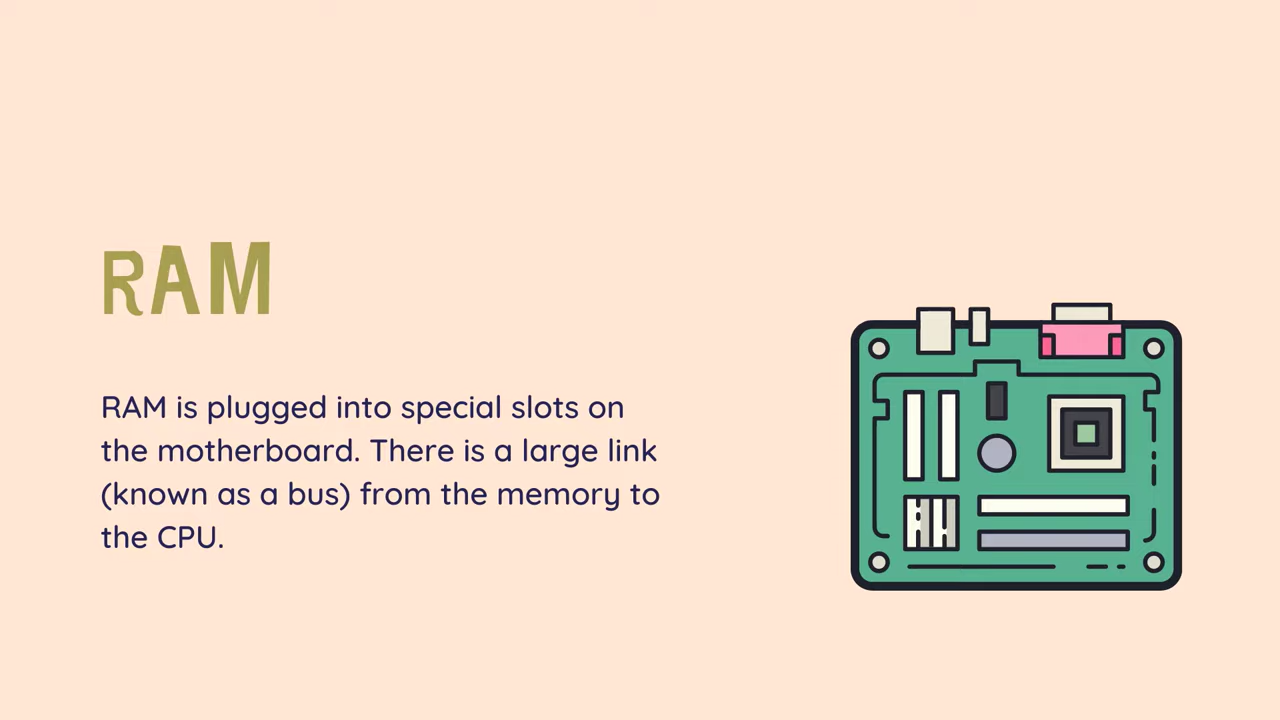 RAM
RAM is plugged into special slots on
the motherboard. There is a large link
(known as a bus) from the memory to
the CPU.